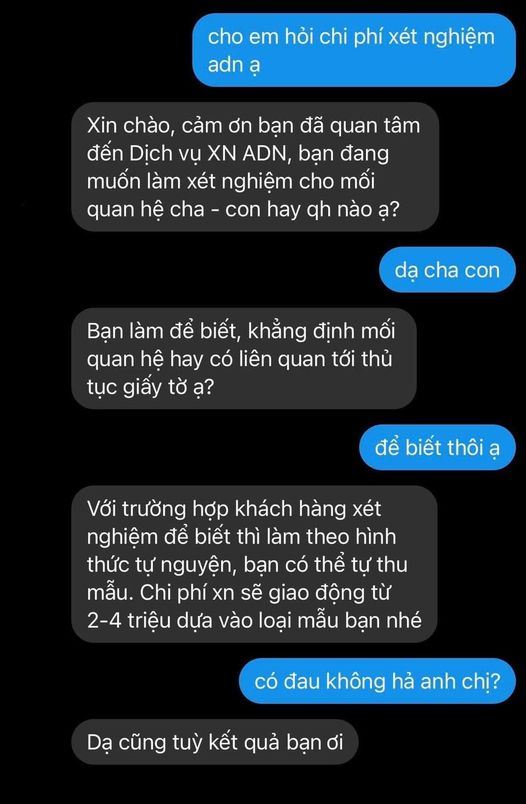 cho em hỏi chi phí xét nghiệm
adn ạ
Xin chào, cảm ơn bạn đã quan tâm
đến Dịch vụ XN ADN, bạn đang
muốn làm xét nghiệm cho mối
quan hệ cha - con hay qh nào ạ?
dạ cha con
Bạn làm để biết, khẳng định mối
quan hệ hay có liên quan tới thủ
tục giấy tờ ạ?
để biết thôi ạ
Với trường hợp khách hàng xét
nghiệm để biết thì làm theo hình
thức tự nguyện, bạn có thể tự thu
mẫu. Chi phí xn sẽ giao động từ
2-4 triệu dựa vào loại mẫu bạn nhé
có đau không hả anh chị?
Dạ cũng tuỳ kết quả bạn ơi